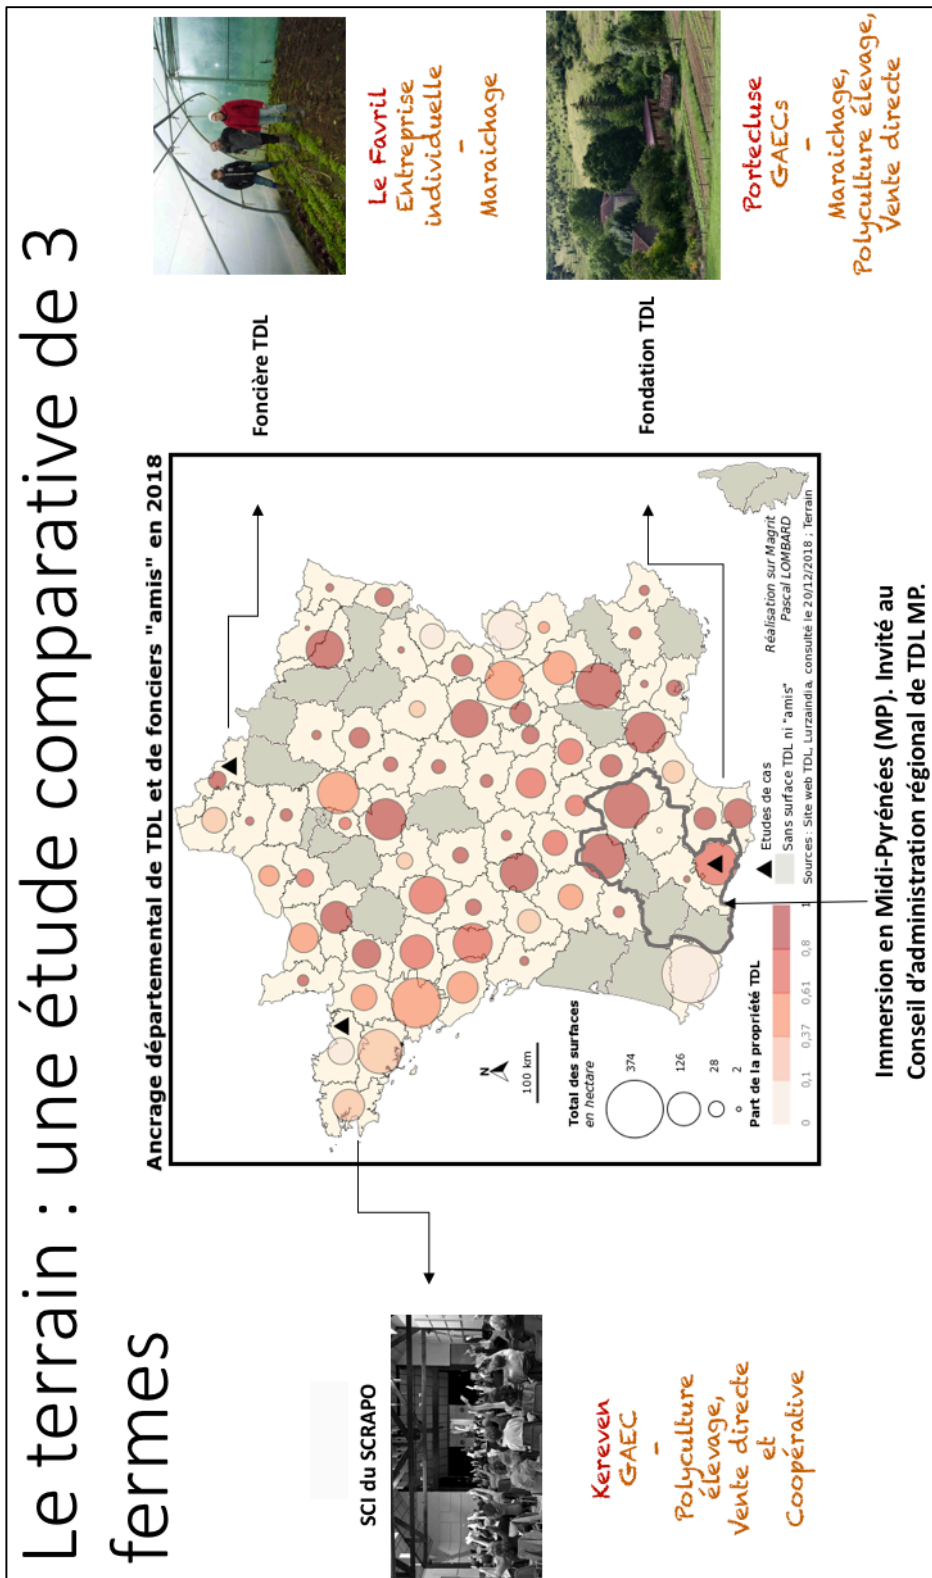 Le terrain : une étude comparative de 3
fermes
SCI du SCRAPO
Kereven
GAEC
-
Polyculture
élevage,
Vente directe
et
Coopérative
Ancrage départemental de TDL et de fonciers "amis" en 2018
N
100 km
Total des surfaces
en hectare
374
126
28
2
Part de la propriété TDL
0
0,1
0,37
0,61
0,8
1
Etudes de cas
Sans surface TDL ni "amis"
Réalisation sur Magrit
Pascal LOMBARD
Sources : Site web TDL, Lurzaindia, consulté le 20/12/2018 ; Terrain
Immersion en Midi-Pyrénées (MP). Invité au
Conseil d’administration régional de TDL MP.
Foncière TDL
Le Favril
Entreprise
individuelle
-
Maraichage
Fondation TDL
Portecluse
GAECs
-
Maraichage,
Polyculture élevage,
Vente directe